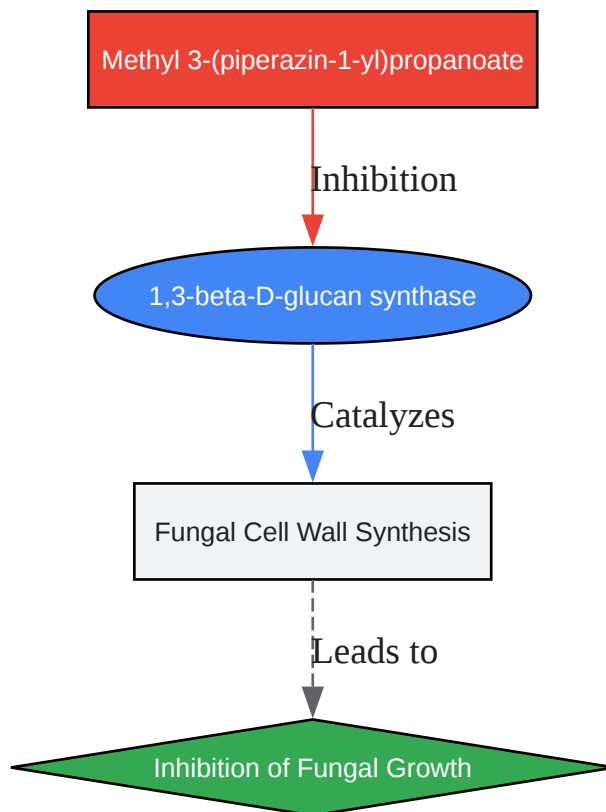 Methyl 3-(piperazin-1-yl)propanoate
Inhibition
1,3-beta-D-glucan synthase
Catalyzes
Fungal Cell Wall Synthesis
Leads to
Inhibition of Fungal Growth